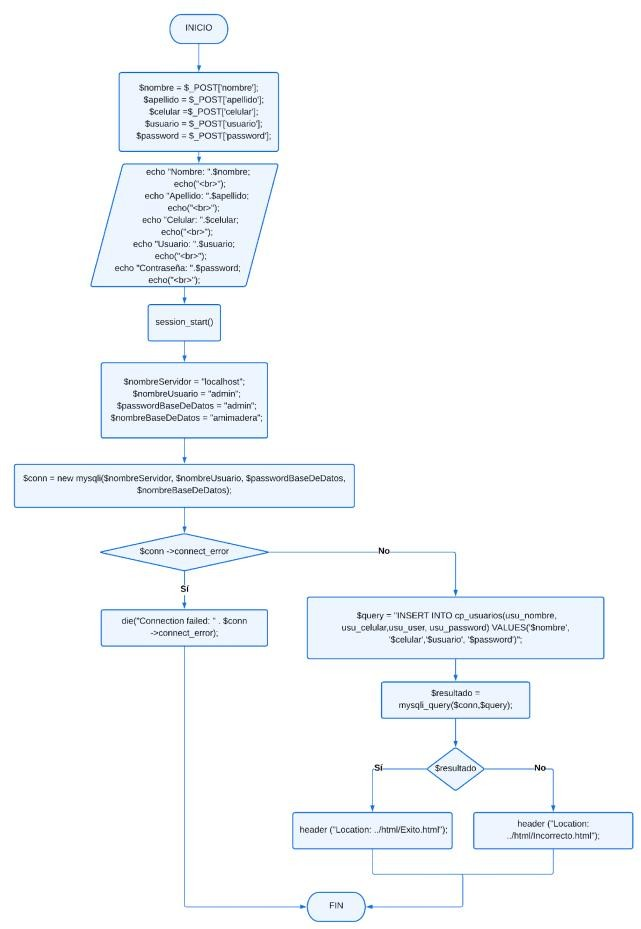 INICIO
$nombre = $_POST['nombre'];
$apellido = $_POST['apellido];
$celular =$_POST['celular'];
$usuario = $_POST['usuario'];
$password = $_POST['password'];
echo "Nombre: ".$nombre;
echo("<br>");
echo "Apellido: ".$apellido;
echo("<br>");
echo "Celular: ".$celular;
echo("<br>");
echo "Usuario: ".$usuario;
echo("<br>");
echo "Contraseña: ".$password;
echo("<br>");
session_start()
$nombreServidor = "localhost";
$nombreUsuario = "admin";
$passwordBaseDeDatos = "admin";
$nombreBaseDeDatos = "amimadera";
$conn = new mysqli($nombreServidor, $nombreUsuario, $passwordBaseDeDatos,
$nombreBaseDeDatos);
$conn ->connect_error
No
Sí
die("Connection failed: " . $conn
->connect_error);
$query = "INSERT INTO cp_usuarios(usu_nombre,
usu_celular,usu_user, usu_password) VALUES('$nombre',
'$celular','$usuario', '$password')";
$resultado =
mysqli_query($conn,$query);
Sí
$resultado
No
header ("Location: ../html/Exito.html");
header ("Location:
../html/Incorrecto.html");
FIN